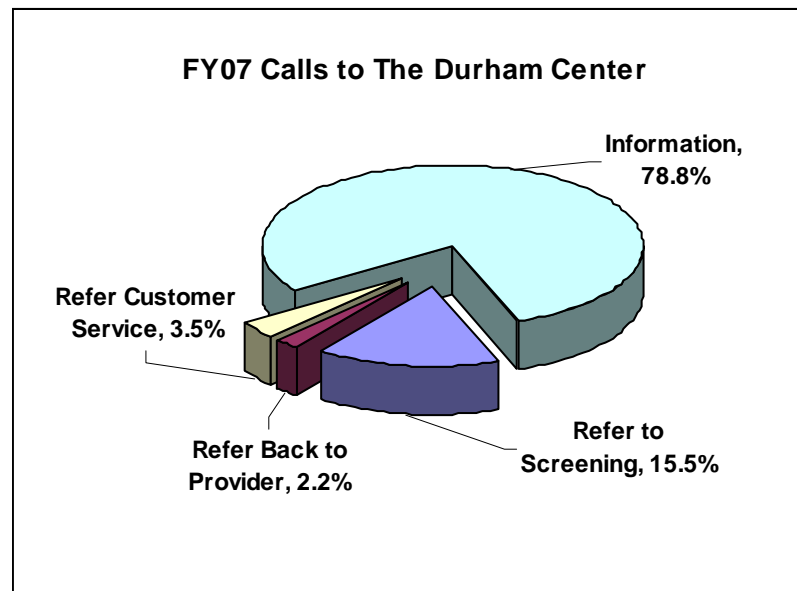 FY07 Calls to The Durham Center
Information,
78.8%
Refer Customer
Service, 3.5%
Refer Back to
Provider, 2.2%
Refer to
Screening, 15.5%